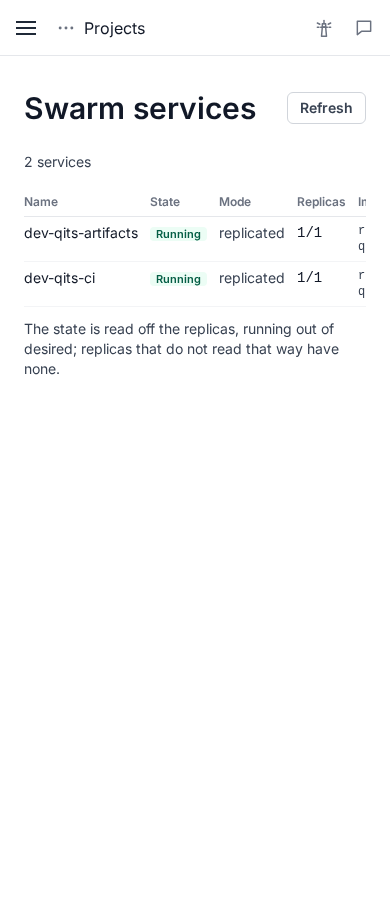 Projects
Swarm services
Refresh
2 services
Name State Mode Replicas
dev-qits-artifacts Running replicated 1/1
dev-qits-ci Running replicated 1/1
The state is read off the replicas, running out of
desired; replicas that do not read that way have
none.